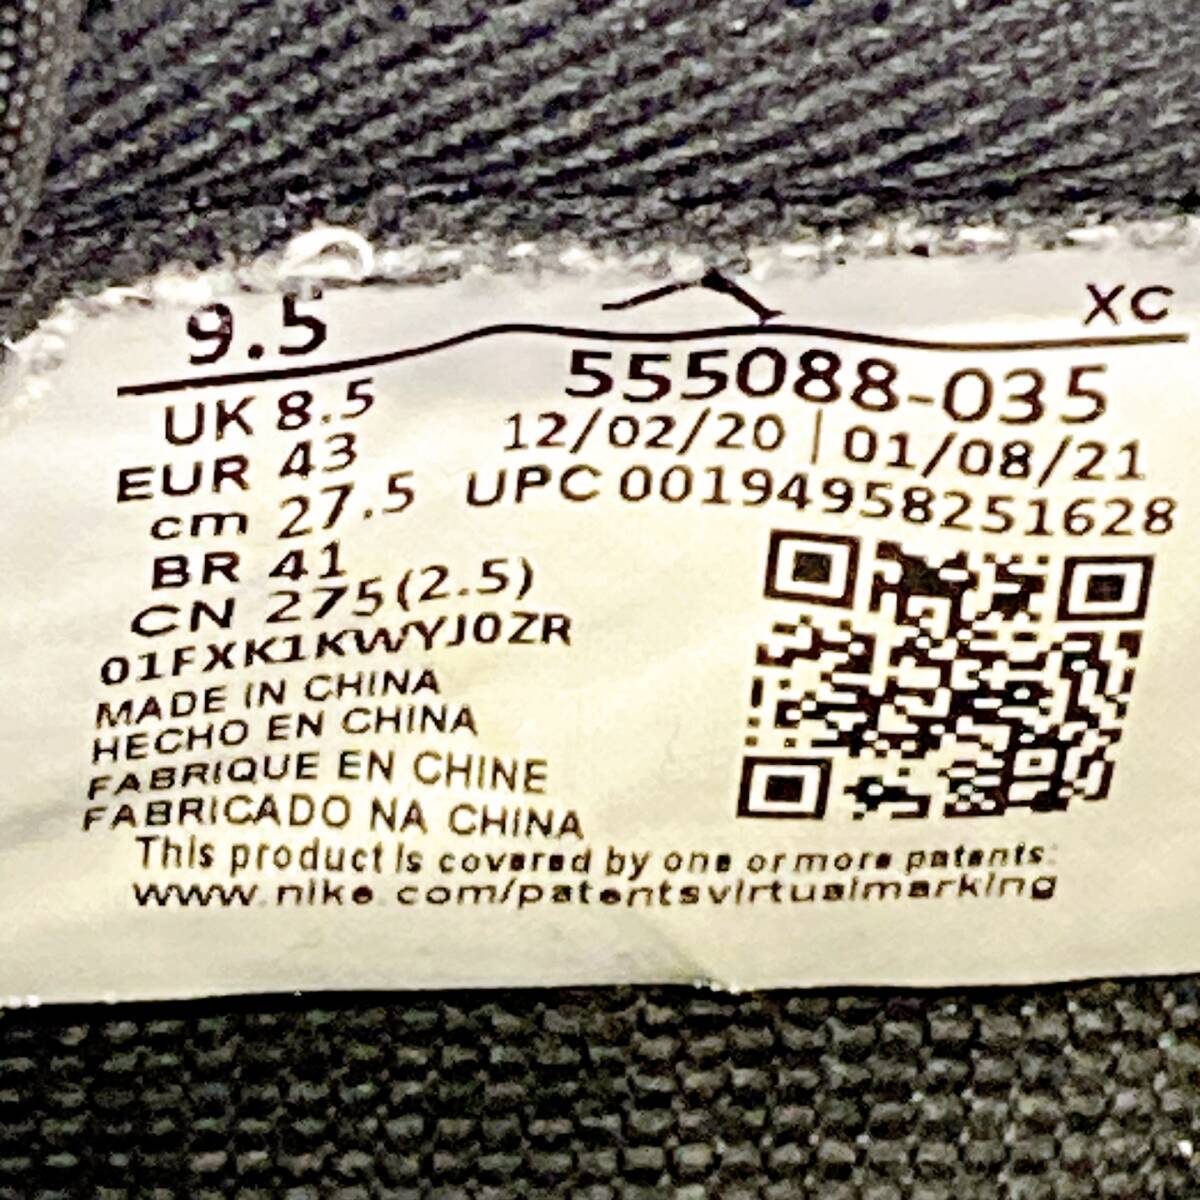 9.5
XC
UK 8.5
EUR 43
cm 27.5
BR 41
CN 275(2.5)
01FXK1KWYJ0ZR
555088-035
12/02/20 | 01/08/21
UPC 00194958251628
MADE IN CHINA
HECHO EN CHINA
FABRIQUE EN CHINE
FABRICADO NA CHINA
This product is covered by one or more patents:
www.nike.com/patentsvirtualmarking